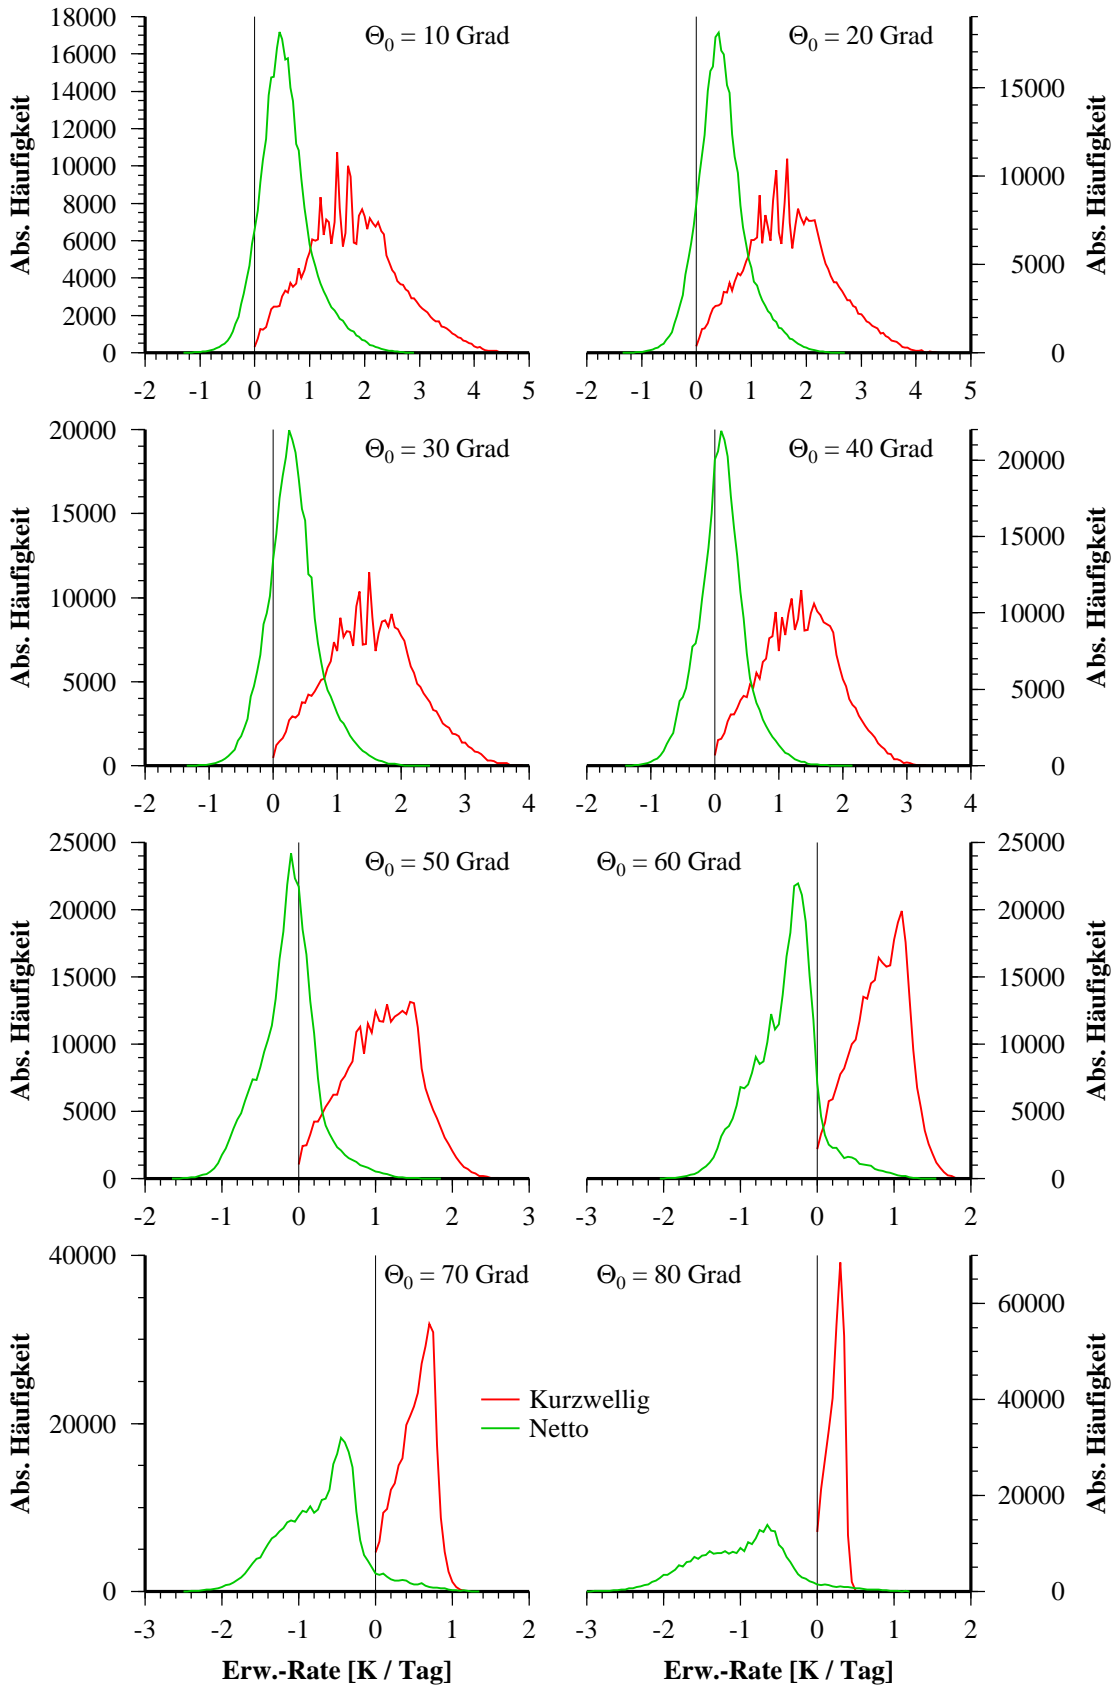 Θ0 = 10 Grad
Abs. Häufigkeit
18000
16000
14000
12000
10000
8000
6000
4000
2000
0
-2 -1 0 1 2 3 4 5
Θ0 = 20 Grad
Abs. Häufigkeit
15000
10000
5000
0
-2 -1 0 1 2 3 4 5
Θ0 = 30 Grad
Abs. Häufigkeit
20000
15000
10000
5000
0
-2 -1 0 1 2 3 4
Θ0 = 40 Grad
Abs. Häufigkeit
20000
15000
10000
5000
0
-2 -1 0 1 2 3 4
Θ0 = 50 Grad
Abs. Häufigkeit
25000
20000
15000
10000
5000
0
-2 -1 0 1 2 3
Θ0 = 60 Grad
Abs. Häufigkeit
25000
20000
15000
10000
5000
0
-3 -2 -1 0 1 2
Θ0 = 70 Grad
Abs. Häufigkeit
40000
20000
0
-3 -2 -1 0 1 2
Erw.-Rate [K / Tag]
Θ0 = 80 Grad
Abs. Häufigkeit
60000
40000
20000
0
-3 -2 -1 0 1 2
Erw.-Rate [K / Tag]
Kurzwellig
Netto